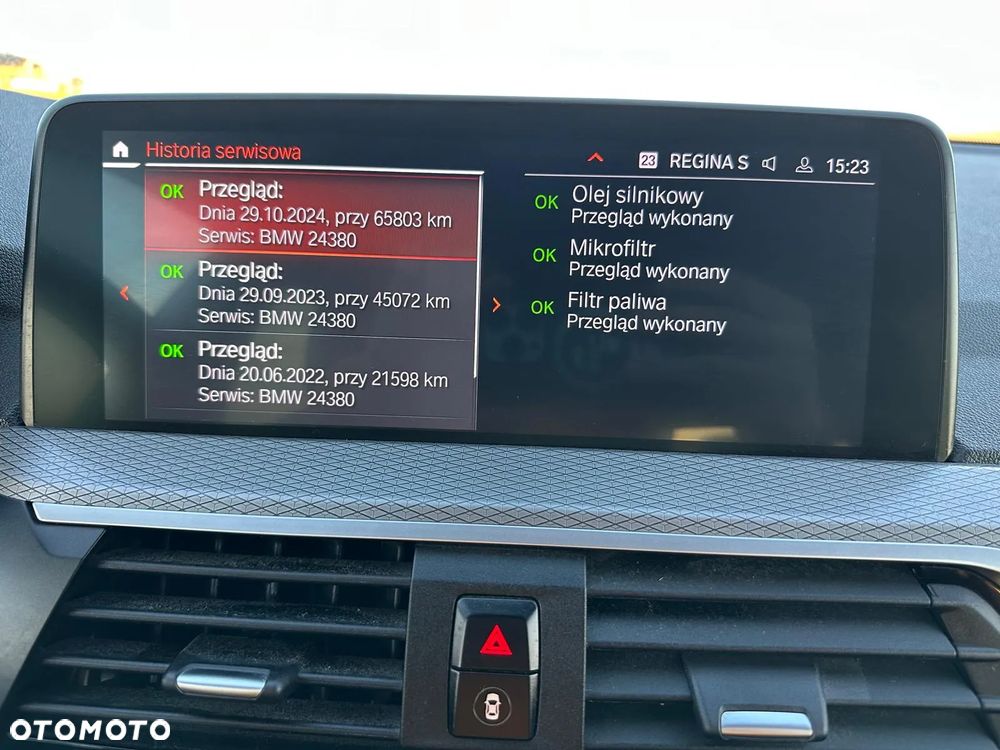 Historia serwisowa
23 REGINA S 15:23
OK Przegląd:
Dnia 29.10.2024, przy 65803 km
Serwis: BMW 24380
OK Przegląd:
Dnia 29.09.2023, przy 45072 km
Serwis: BMW 24380
OK Przegląd:
Dnia 20.06.2022, przy 21598 km
Serwis: BMW 24380
OK Olej silnikowy
Przegląd wykonany
OK Mikrofiltr
Przegląd wykonany
OK Filtr paliwa
Przegląd wykonany
OTOMOTO